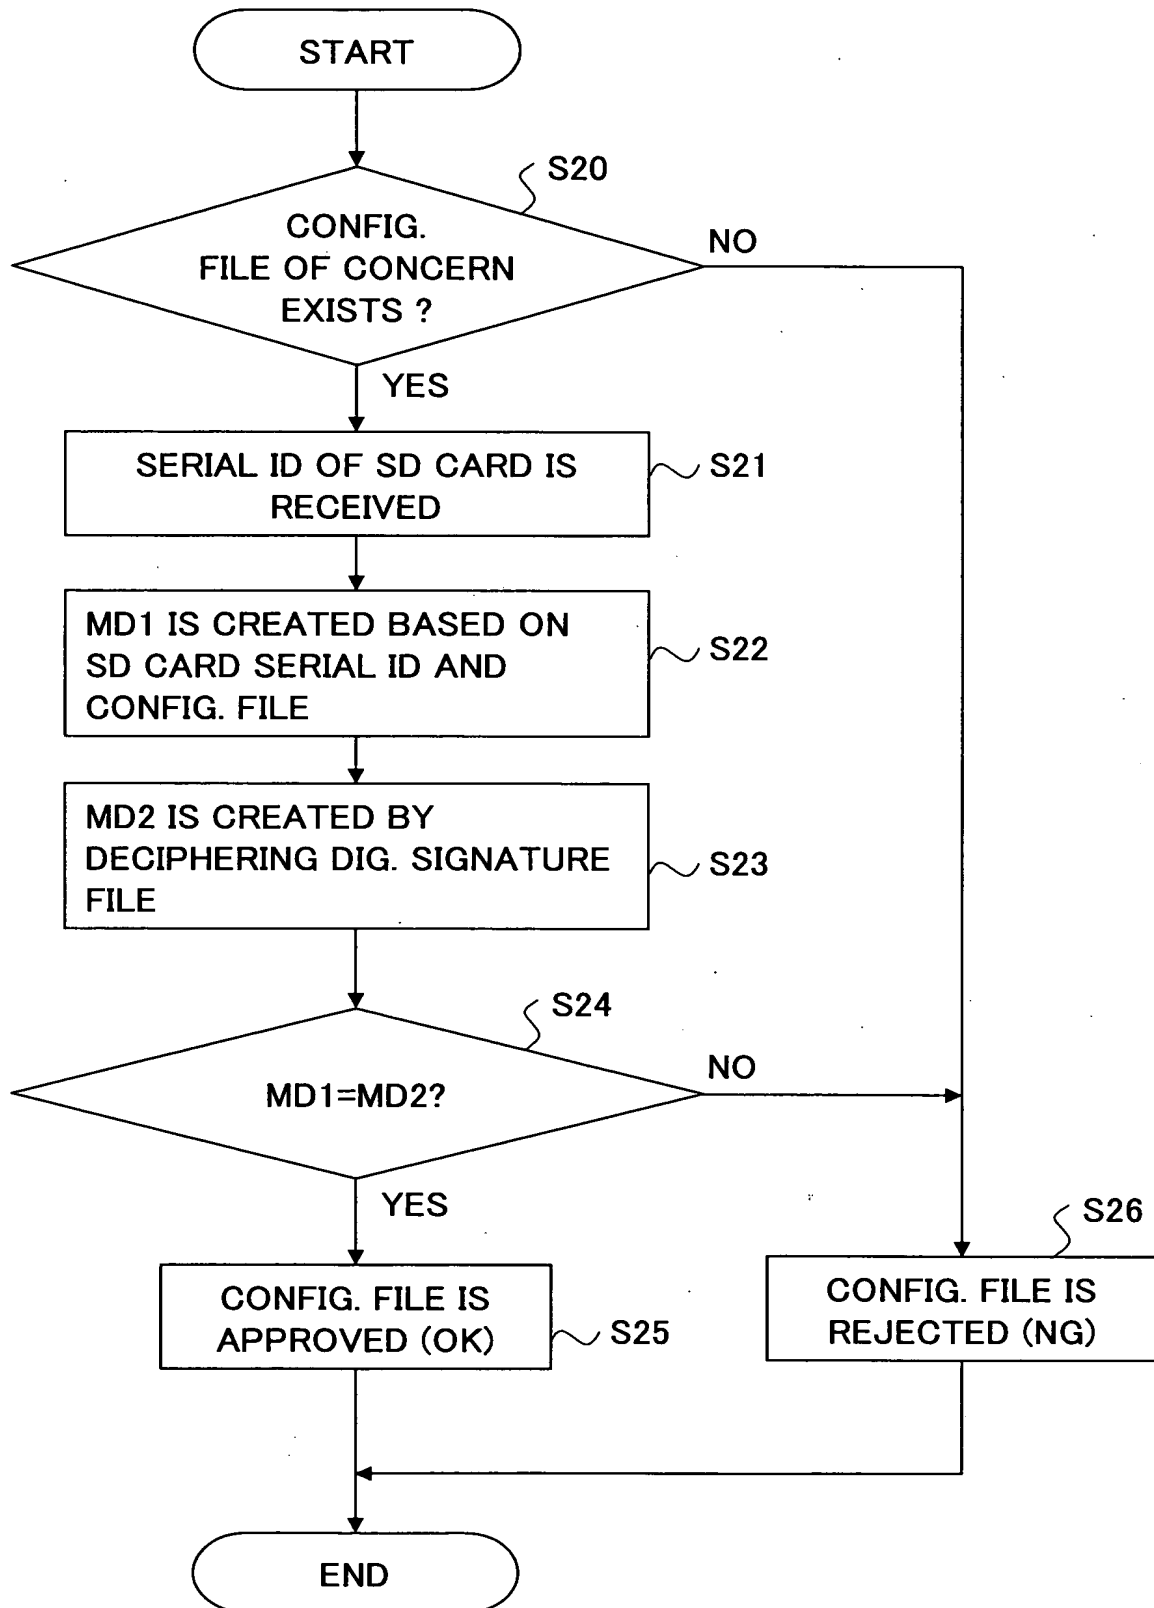 START
S20
CONFIG.
FILE OF CONCERN
EXISTS ?
NO
YES
SERIAL ID OF SD CARD IS
RECEIVED
S21
MD1 IS CREATED BASED ON
SD CARD SERIAL ID AND
CONFIG. FILE
S22
MD2 IS CREATED BY
DECIPHERING DIG. SIGNATURE
FILE
S23
S24
MD1=MD2?
NO
YES
S26
CONFIG. FILE IS
APPROVED (OK)
S25
CONFIG. FILE IS
REJECTED (NG)
END